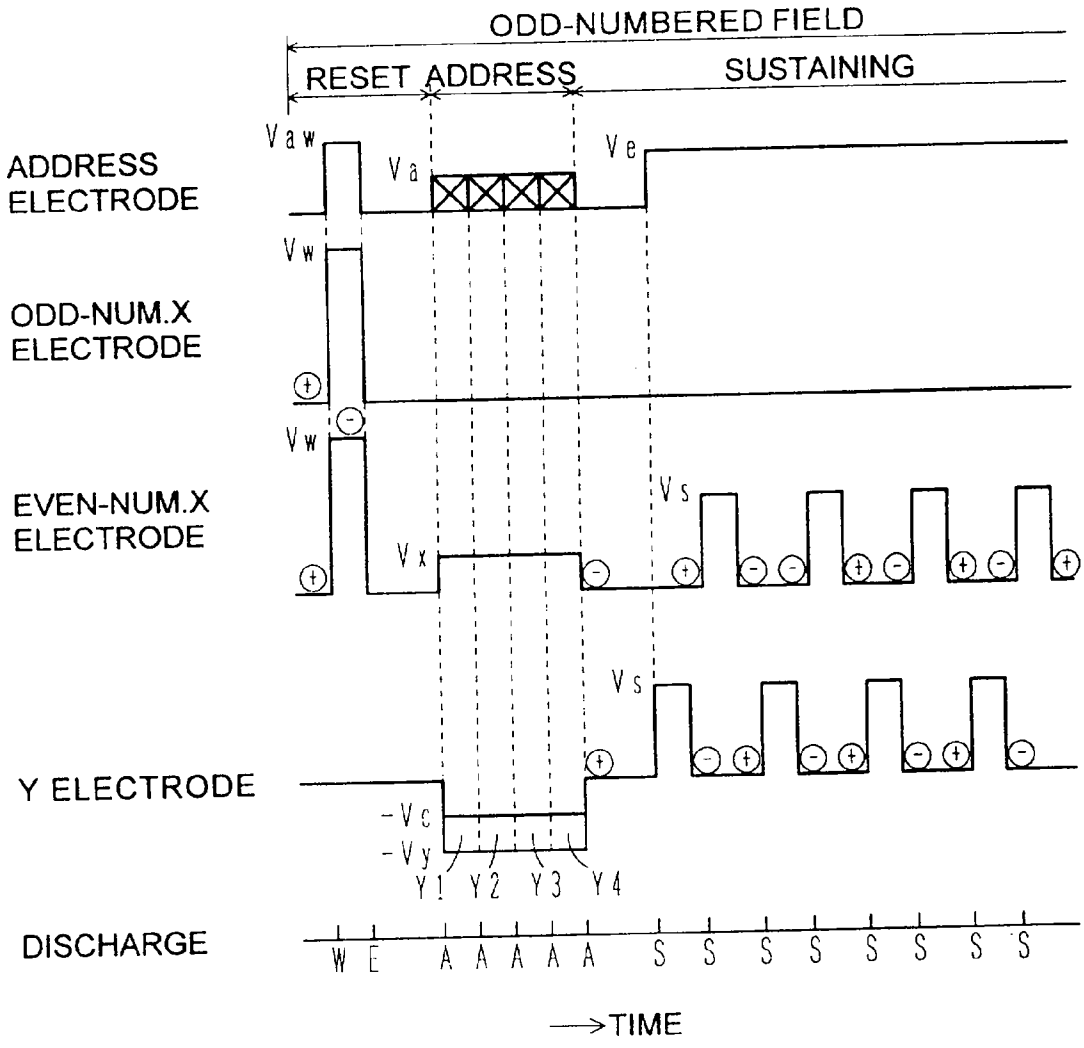 ODD-NUMBERED FIELD
RESET ADDRESS SUSTAINING
Vaw
Va
Ve
ADDRESS
ELECTRODE
Vw
ODD-NUM.X
ELECTRODE
+
-
Vw
EVEN-NUM.X
ELECTRODE
Vx
Vs
+ - + - - + - + - +
Vs
Y ELECTRODE
+ - + - + - + -
-Vc
-Vy
Y1 Y2 Y3 Y4
DISCHARGE
W E A A A A A S S S S S S S S
→TIME